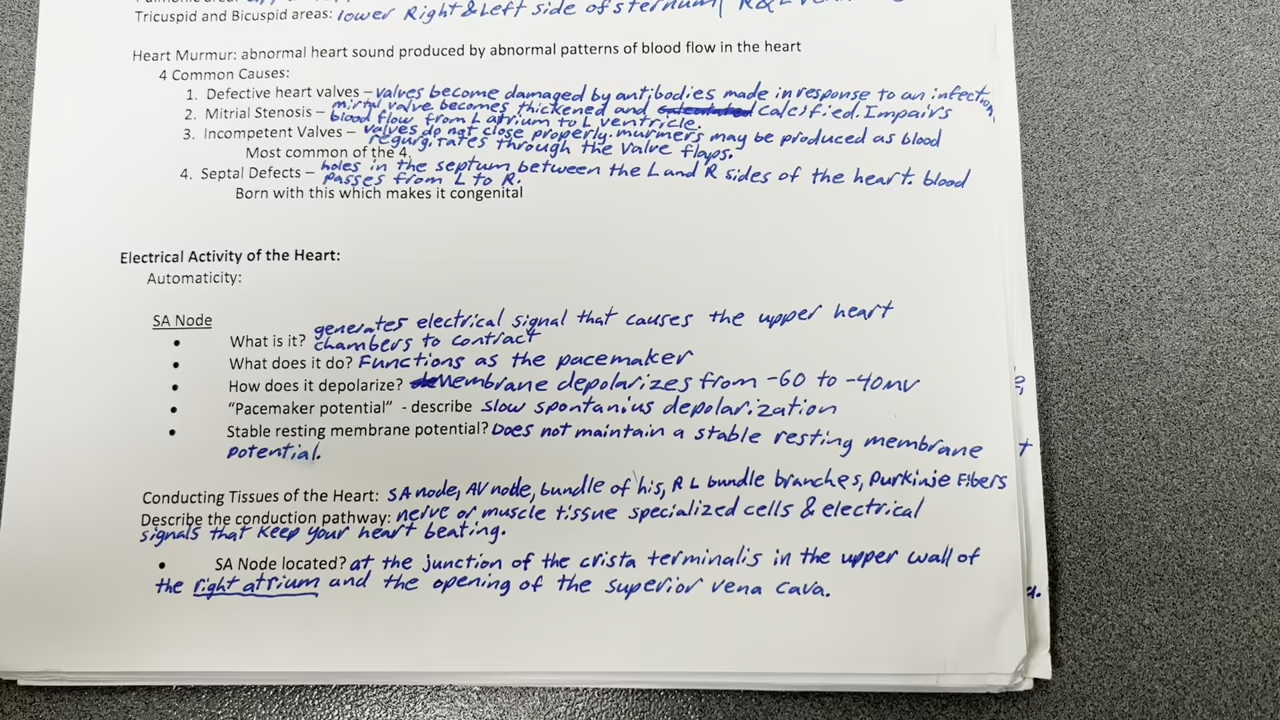 Tricuspid and Bicuspid areas: lower Right & Left side of sternum
Heart Murmur: abnormal heart sound produced by abnormal patterns of blood flow in the heart
4 Common Causes:
1. Defective heart valves – valves become damaged by antibodies made in response to an infection,
2. Mitrial Stenosis – mirtal valve becomes thickened and calcified. Impairs
blood flow from L atrium to L ventricle.
3. Incompetent Valves – valves do not close properly. murmers may be produced as blood
regurgitates through the valve flaps.
Most common of the 4.
4. Septal Defects – holes in the septum between the L and R sides of the heart. blood
passes from L to R.
Born with this which makes it congenital
Electrical Activity of the Heart:
Automaticity:
SA Node
• What is it? generates electrical signal that causes the upper heart
chambers to contract
• What does it do? Functions as the pacemaker
• How does it depolarize? Membrane depolarizes from -60 to -40mv
• "Pacemaker potential" - describe slow spontanius depolarization
• Stable resting membrane potential? Does not maintain a stable resting membrane
potential.
Conducting Tissues of the Heart: SA node, AV node, bundle of his, R L bundle branches, Purkinje Fibers
Describe the conduction pathway: nerve or muscle tissue specialized cells & electrical
signals that keep your heart beating.
• SA Node located? at the junction of the crista terminalis in the upper wall of
the right atrium and the opening of the superior vena cava.